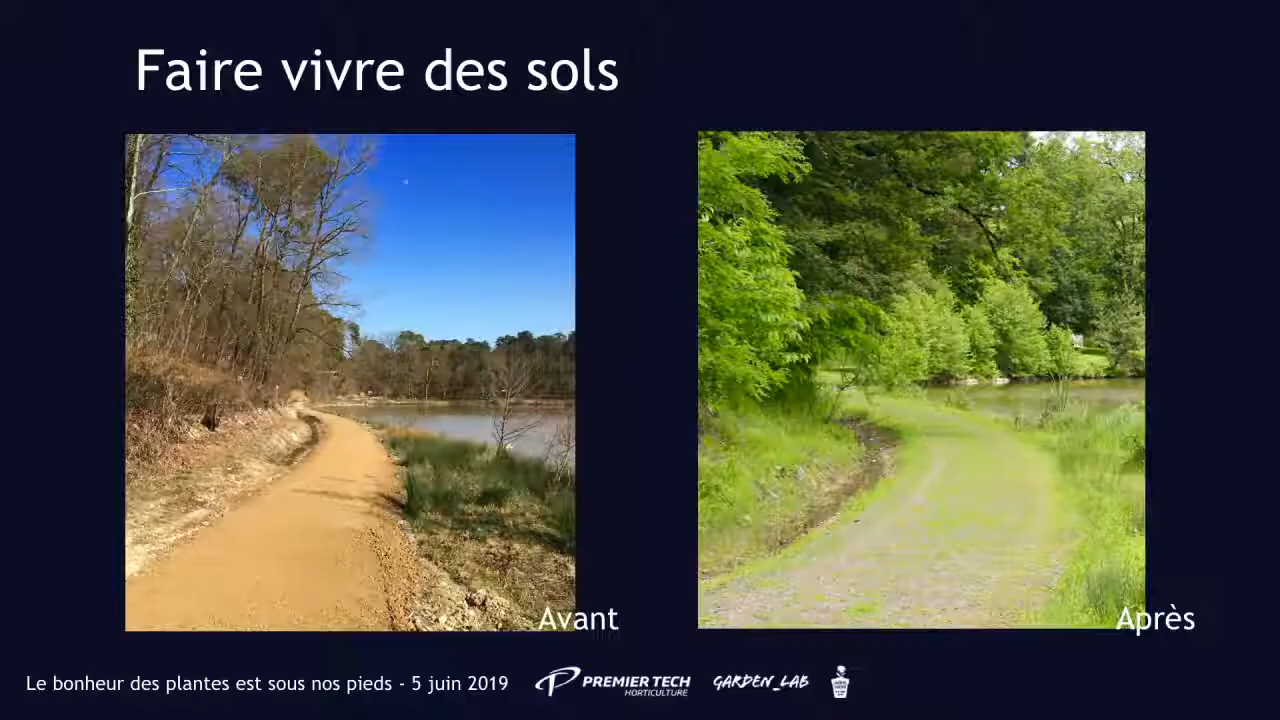 Faire vivre des sols
Avant
Après
Le bonheur des plantes est sous nos pieds - 5 juin 2019
PREMIER TECH
HORTICULTURE
GARDEN_LAB